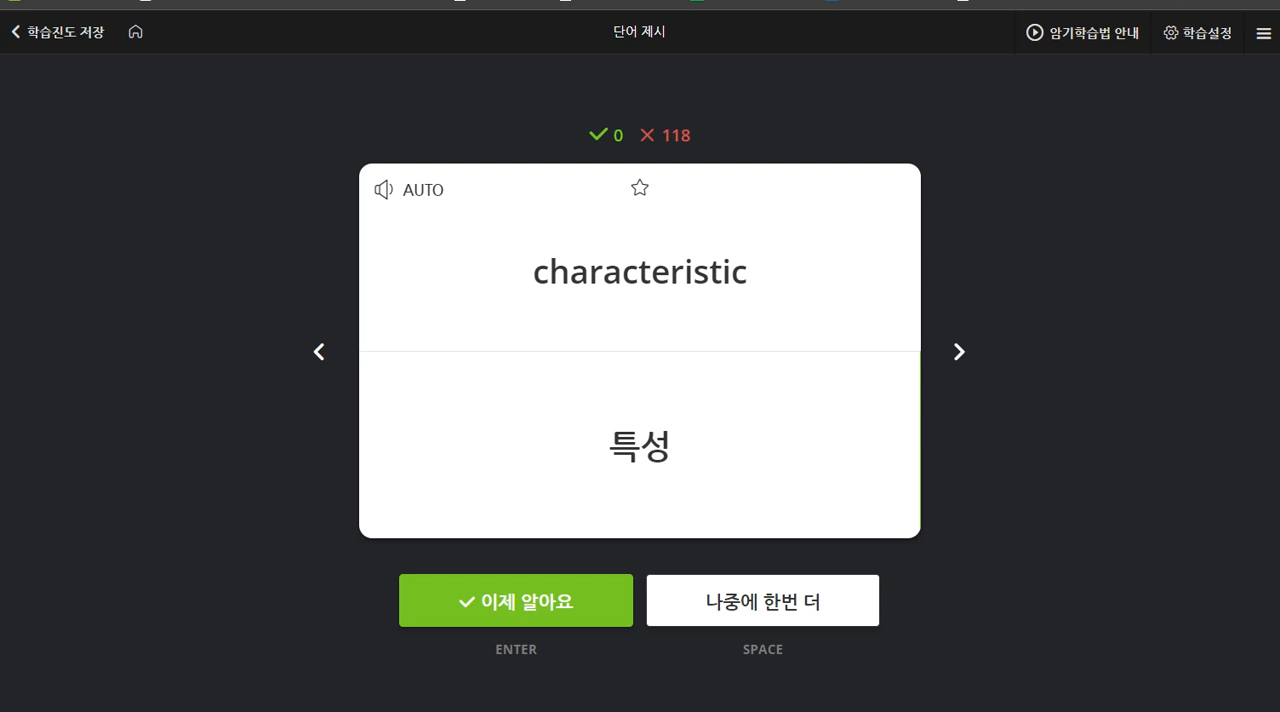 학습진도 저장
단어 제시
암기학습법 안내
학습설정
0 118
AUTO
characteristic
특성
이제 알아요
나중에 한번 더
ENTER
SPACE